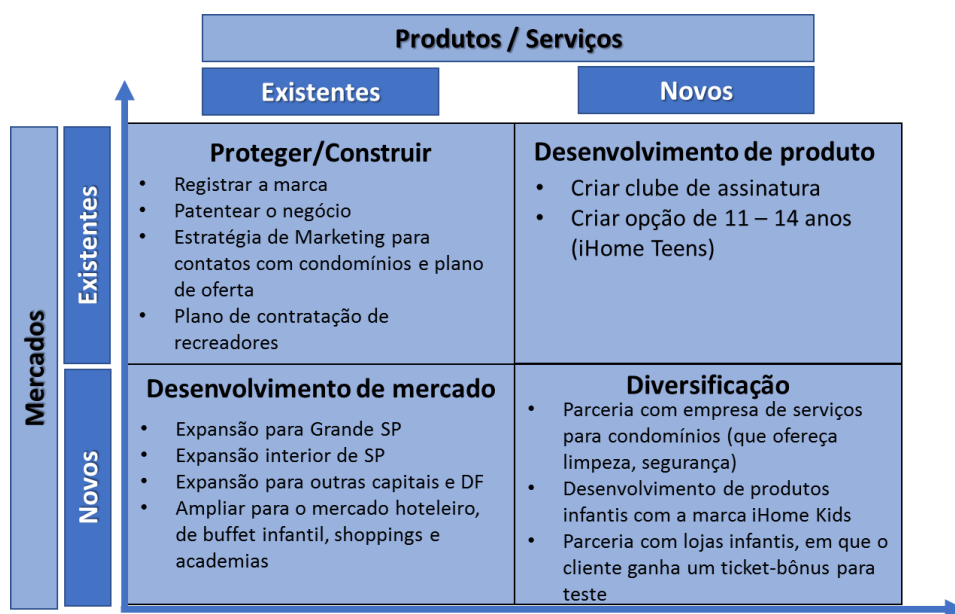 Produtos / Serviços
Existentes
Novos
Mercados
Existentes
Novos
Proteger/Construir
• Registrar a marca
• Patentear o negócio
• Estratégia de Marketing para
contatos com condomínios e plano
de oferta
• Plano de contratação de
recreadores
Desenvolvimento de produto
• Criar clube de assinatura
• Criar opção de 11 – 14 anos
(iHome Teens)
Desenvolvimento de mercado
• Expansão para Grande SP
• Expansão interior de SP
• Expansão para outras capitais e DF
• Ampliar para o mercado hoteleiro,
de buffet infantil, shoppings e
academias
Diversificação
• Parceria com empresa de serviços
para condomínios (que ofereça
limpeza, segurança)
• Desenvolvimento de produtos
infantis com a marca iHome Kids
• Parceria com lojas infantis, em que o
cliente ganha um ticket-bônus para
teste